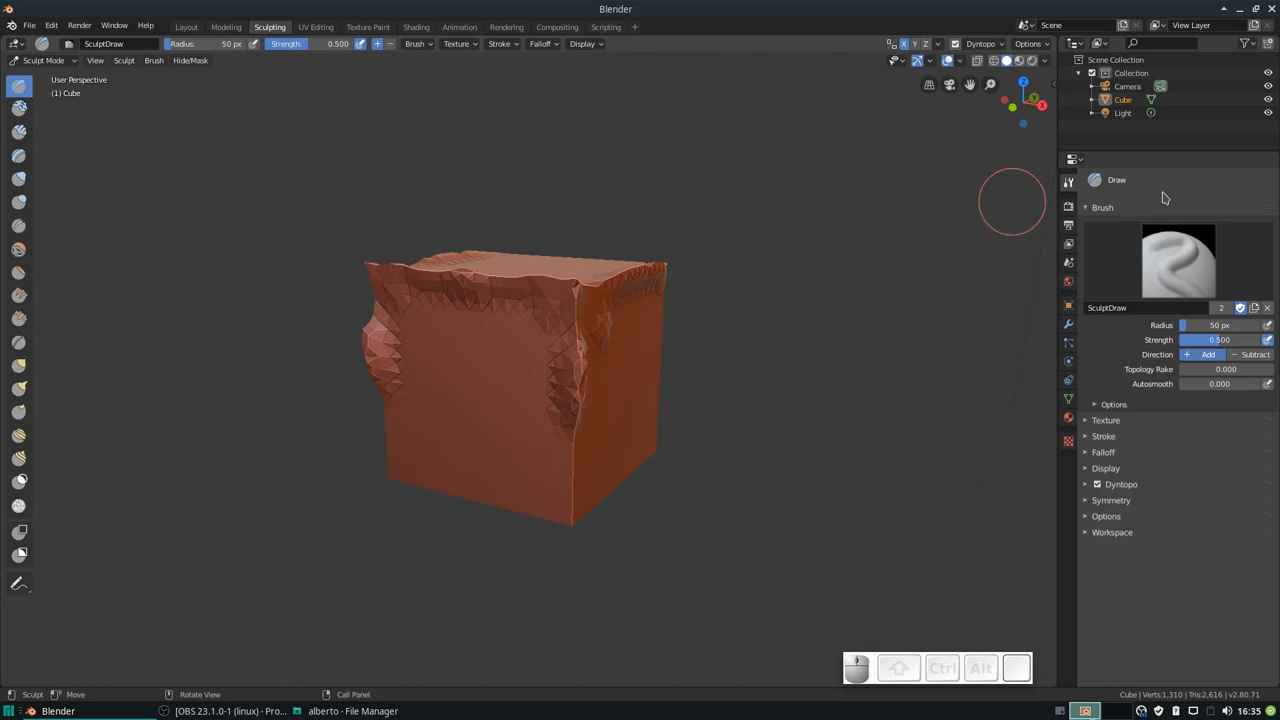 Blender
File Edit Render Window Help
Layout Modeling Sculpting UV Editing Texture Paint Shading Animation Rendering Compositing Scripting +
Scene
View Layer
SculptDraw
Radius: 50 px
Strength: 0.500
Brush Texture Stroke Falloff Display
X Y Z
Dyntopo
Options
Sculpt Mode View Sculpt Brush Hide/Mask
User Perspective
(1) Cube
Z
Y
X
Scene Collection
Collection
Camera
Cube
Light
Draw
Brush
SculptDraw 2
Radius 50 px
Strength 0.500
Direction + Add − Subtract
Topology Rake 0.000
Autosmooth 0.000
Options
Texture
Stroke
Falloff
Display
Dyntopo
Symmetry
Options
Workspace
Ctrl Alt
Sculpt Move Rotate View Call Panel
Cube | Verts:1,310 | Tris:2,616 | v2.80.71
Blender
[OBS 23.1.0-1 (linux) - Pro...
alberto - File Manager
16:35